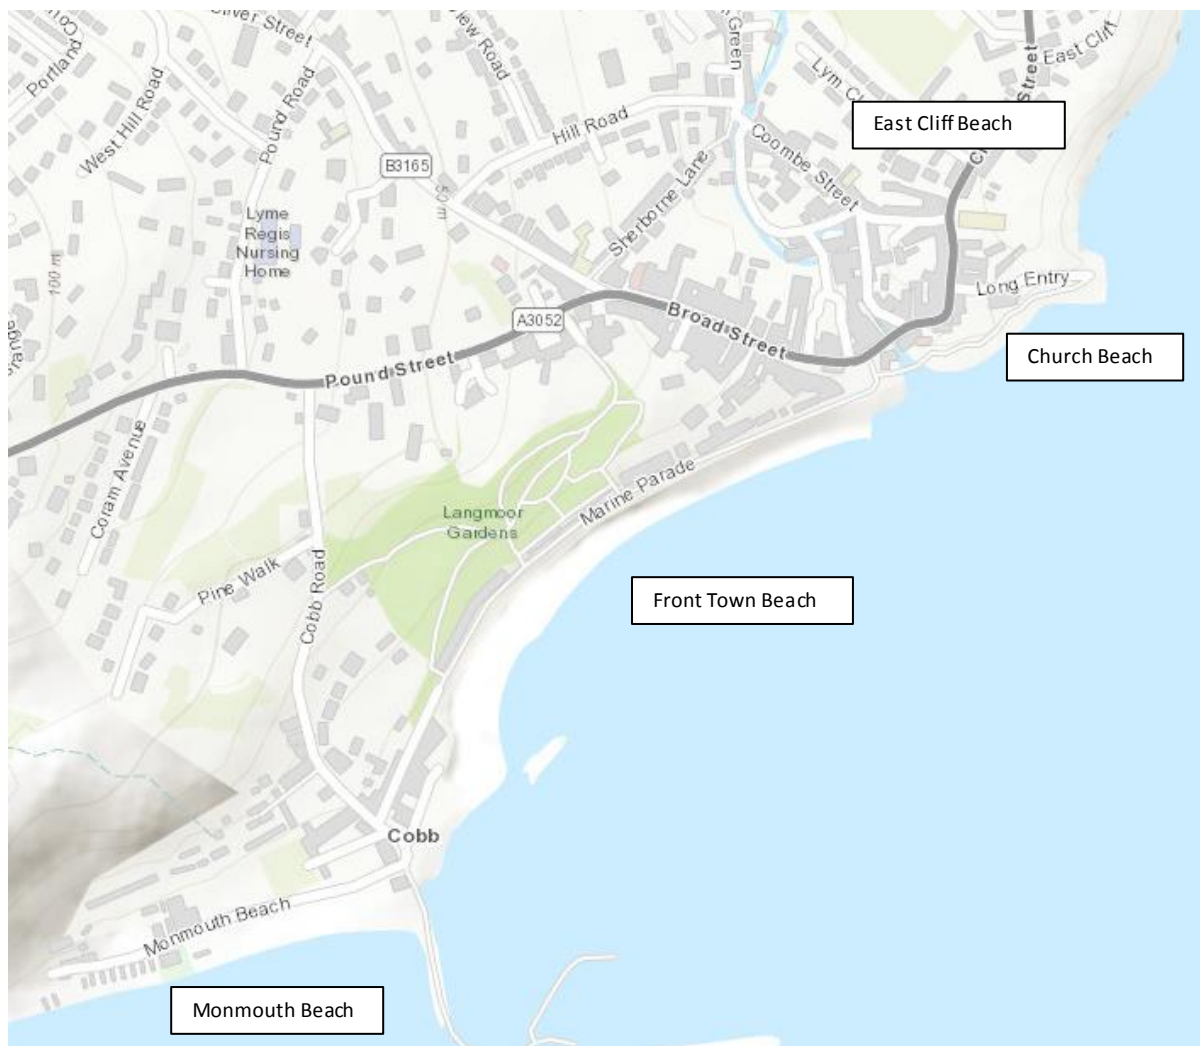 Silver Street
View Road
Green
Portland
West Hill Road
Pound Road
Hill Road
Lym
East Cliff
Street
East Cliff Beach
B3165
Coombe Street
Sherborne Lane
50 m
Lyme
Regis
Nursing
Home
100 m
Long Entry
A3052
Broad Street
Church Beach
Pound Street
Coram Avenue
Marine Parade
Langmoor
Gardens
Pine Walk
Cobb Road
Front Town Beach
Cobb
Monmouth Beach
Monmouth Beach